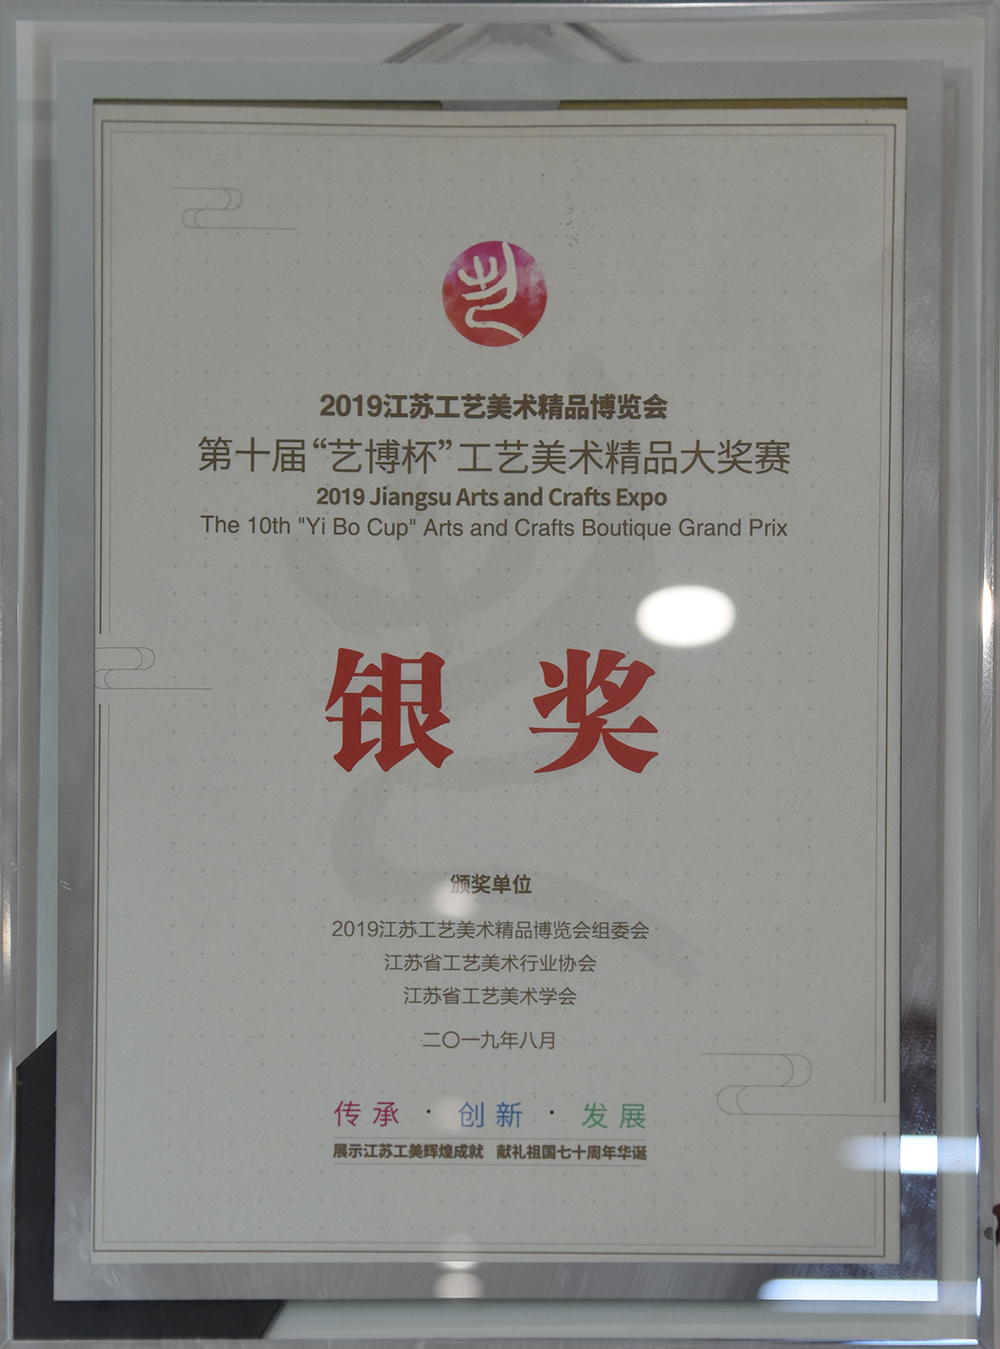 2019江苏工艺美术精品博览会
第十届“艺博杯”工艺美术精品大奖赛
2019 Jiangsu Arts and Crafts Expo
The 10th "Yi Bo Cup" Arts and Crafts Boutique Grand Prix
银 奖
颁奖单位
2019江苏工艺美术精品博览会组委会
江苏省工艺美术行业协会
江苏省工艺美术学会
二〇一九年八月
传承 · 创新 · 发展
展示江苏工美辉煌成就 献礼祖国七十周年华诞